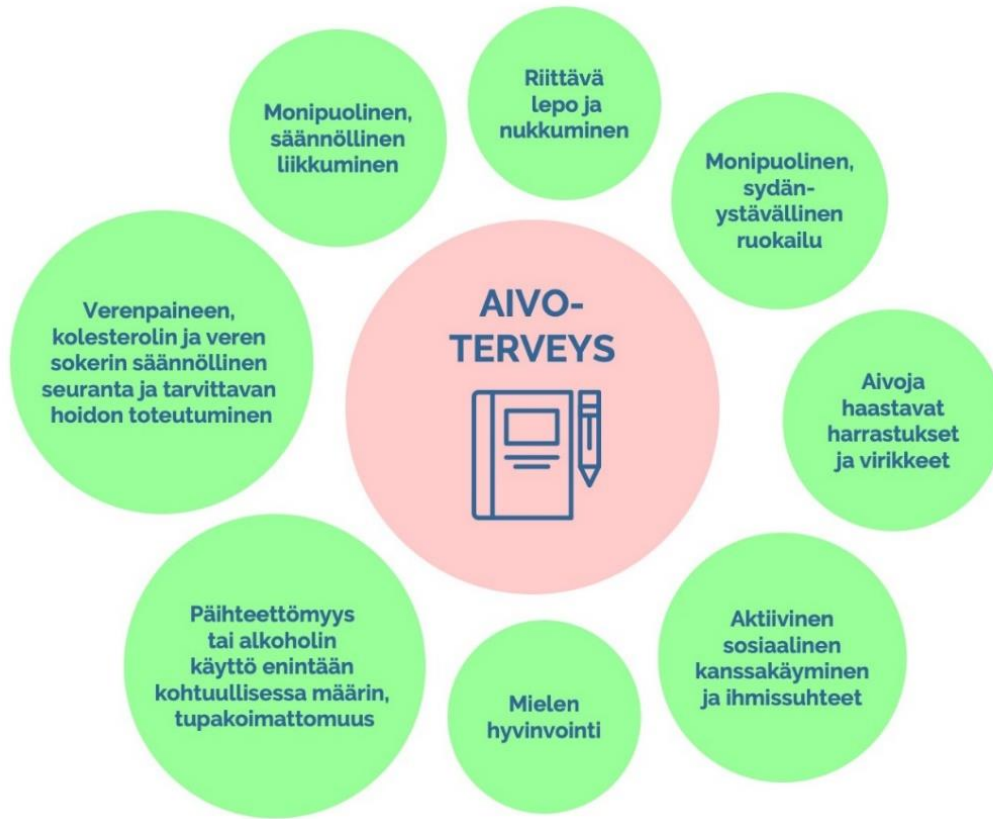 AIVO-
TERVEYS
Riittävä
lepo ja
nukkuminen
Monipuolinen,
sydän-
ystävällinen
ruokailu
Aivoja
haastavat
harrastukset
ja virikkeet
Aktiivinen
sosiaalinen
kanssakäyminen
ja ihmissuhteet
Mielen
hyvinvointi
Päihteettömyys
tai alkoholin
käyttö enintään
kohtuullisessa määrin,
tupakoimattomuus
Verenpaineen,
kolesterolin ja veren
sokerin säännöllinen
seuranta ja tarvittavan
hoidon toteutuminen
Monipuolinen,
säännöllinen
liikkuminen